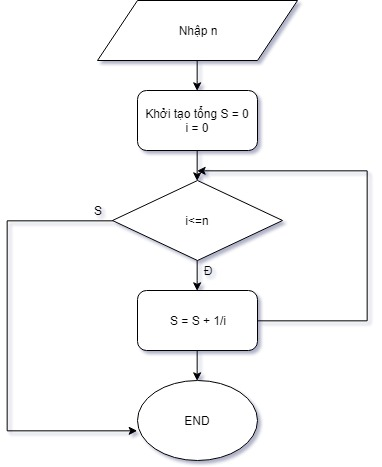 Nhập n
Khởi tạo tổng S = 0
i = 0
i<=n
S
Đ
S = S + 1/i
END